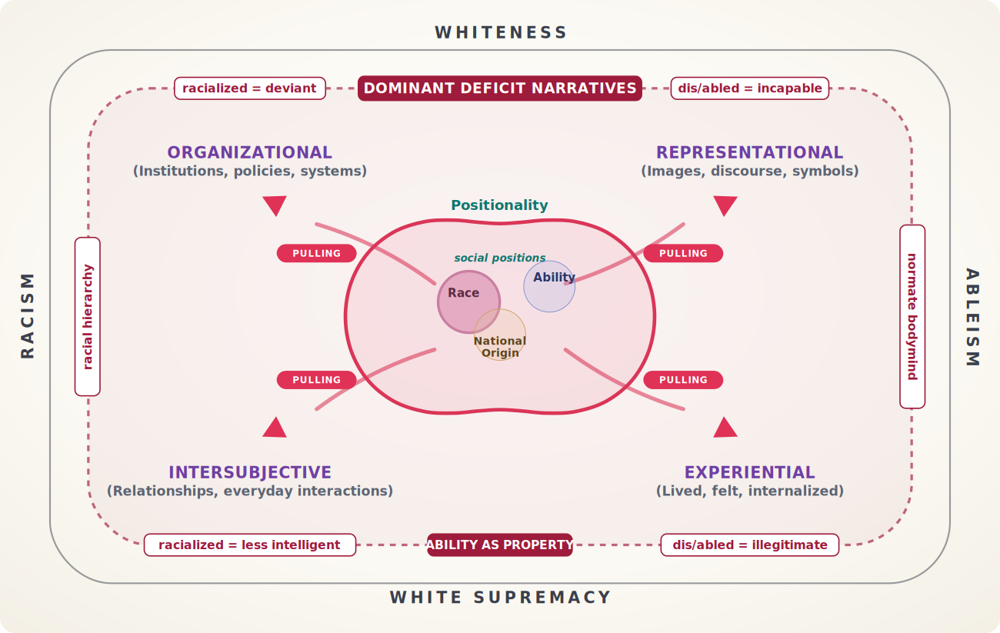 WHITENESS
racialized = deviant
DOMINANT DEFICIT NARRATIVES
dis/abled = incapable
ORGANIZATIONAL
(Institutions, policies, systems)
REPRESENTATIONAL
(Images, discourse, symbols)
Positionality
PULLING
PULLING
social positions
Race
Ability
National
Origin
RACISM
racial hierarchy
normate bodymind
ABLEISM
PULLING
PULLING
INTERSUBJECTIVE
(Relationships, everyday interactions)
EXPERIENTIAL
(Lived, felt, internalized)
racialized = less intelligent
ABILITY AS PROPERTY
dis/abled = illegitimate
WHITE SUPREMACY